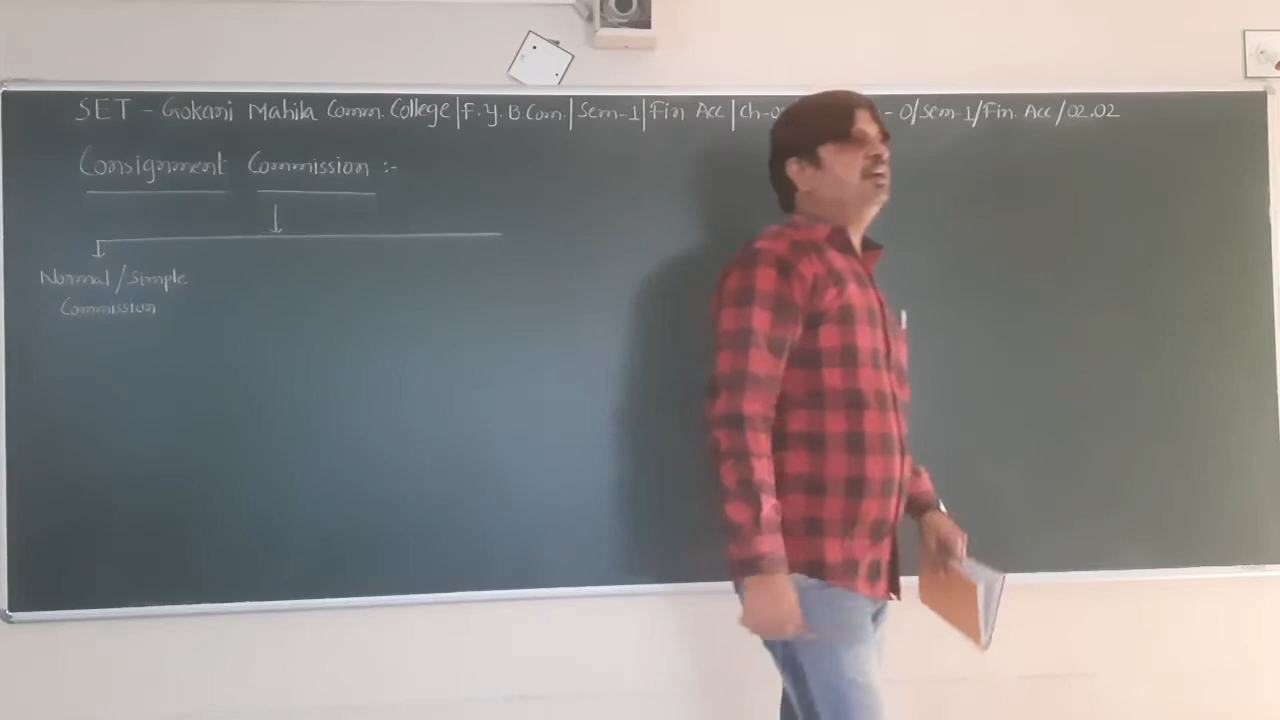 SET - Gokani Mahila Comm. College | F. Y. B.Com. | Sem-1 | Fin. Acc | Ch-0 - 0/Sem-1/Fin. Acc/02.02
Consignment Commission :-
Normal / Simple
Commission